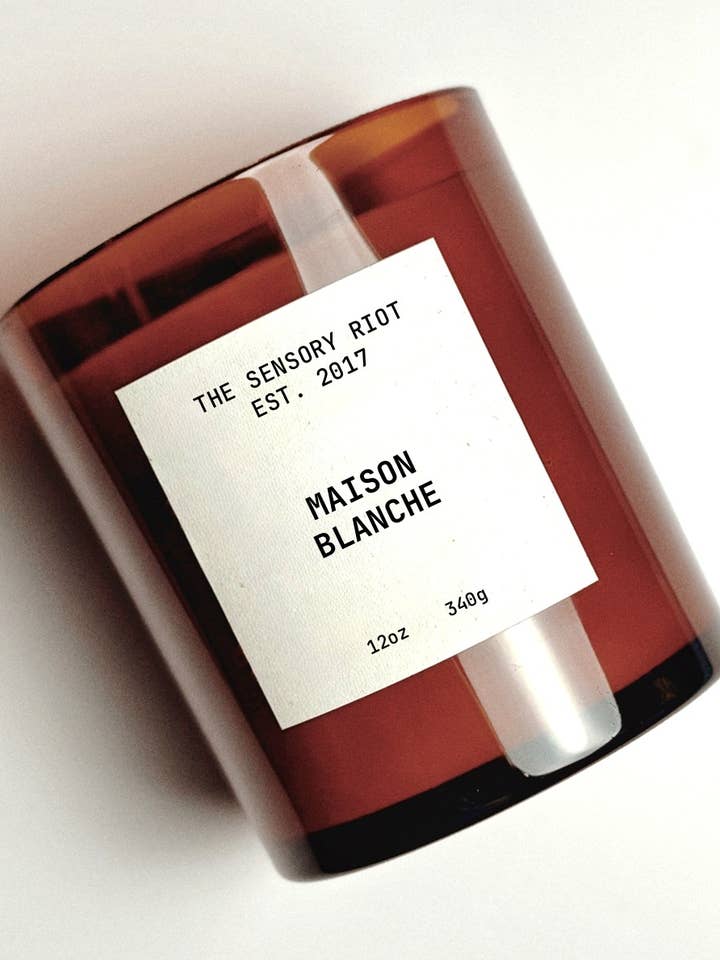 THE SENSORY RIOT
EST. 2017
MAISON
BLANCHE
12oz 340g